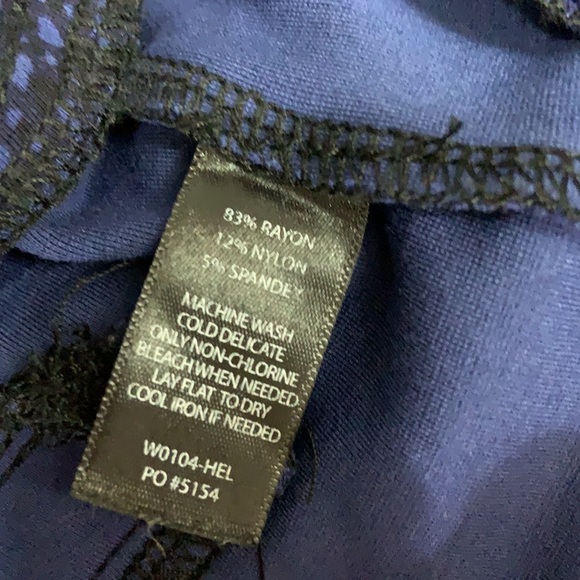 83% RAYON
12% NYLON
5% SPANDEX
MACHINE WASH
COLD DELICATE
ONLY NON-CHLORINE
BLEACH WHEN NEEDED
LAY FLAT TO DRY
COOL IRON IF NEEDED
W0104-HEL
PO #5154